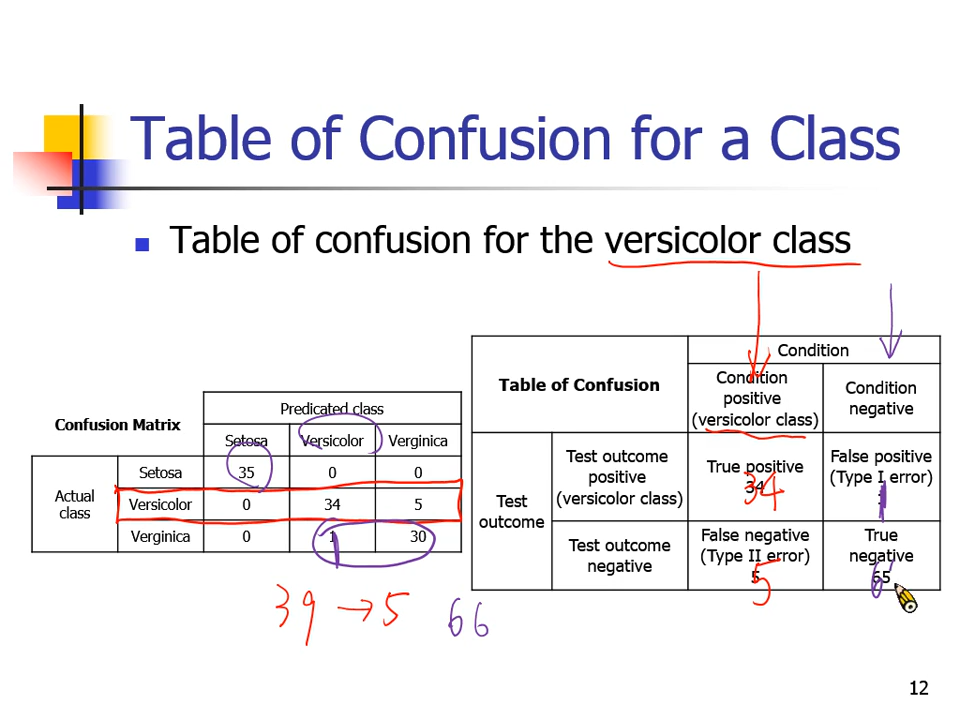 Table of Confusion for a Class
Table of confusion for the versicolor class
Confusion Matrix
Predicated class
Setosa
Versicolor
Verginica
Actual class
Setosa
35
0
0
Versicolor
0
34
5
Verginica
0
1
30
39 → 5
66
Table of Confusion
Condition
Condition
positive
(versicolor class)
Condition
negative
Test
outcome
Test outcome
positive
(versicolor class)
True positive
34
34
False positive
(Type I error)
1
Test outcome
negative
False negative
(Type II error)
5
5
True
negative
65
12